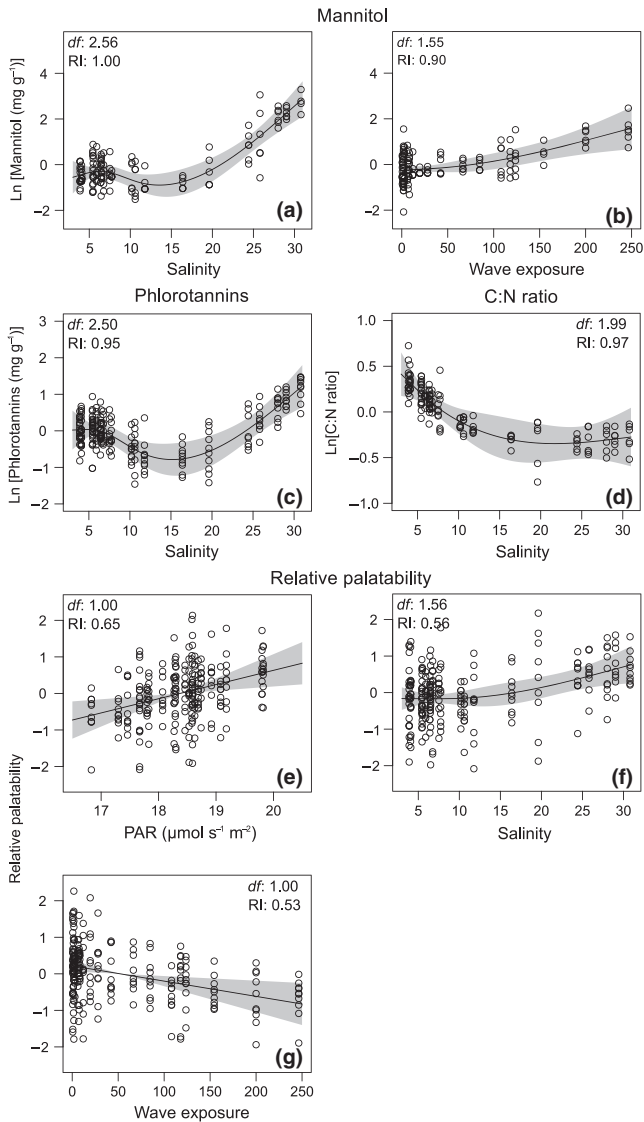 Mannitol
df: 2.56
RI: 1.00
Ln [Mannitol (mg g⁻¹)]
4
2
0
−2
5 10 15 20 25 30
Salinity
(a)
df: 1.55
RI: 0.90
4
2
0
−2
0 50 100 150 200 250
Wave exposure
(b)
Phlorotannins
df: 2.50
RI: 0.95
Ln [Phlorotannins (mg g⁻¹)]
3
2
1
0
−1
−2
5 10 15 20 25 30
Salinity
(c)
C:N ratio
df: 1.99
RI: 0.97
Ln[C:N ratio]
1.0
0.5
0.0
−0.5
−1.0
5 10 15 20 25 30
Salinity
(d)
Relative palatability
df: 1.00
RI: 0.65
2
1
0
−1
−2
17 18 19 20
PAR (µmol s⁻¹ m⁻²)
(e)
df: 1.56
RI: 0.56
2
1
0
−1
−2
5 10 15 20 25 30
Salinity
(f)
Relative palatability
df: 1.00
RI: 0.53
2
1
0
−1
−2
0 50 100 150 200 250
Wave exposure
(g)